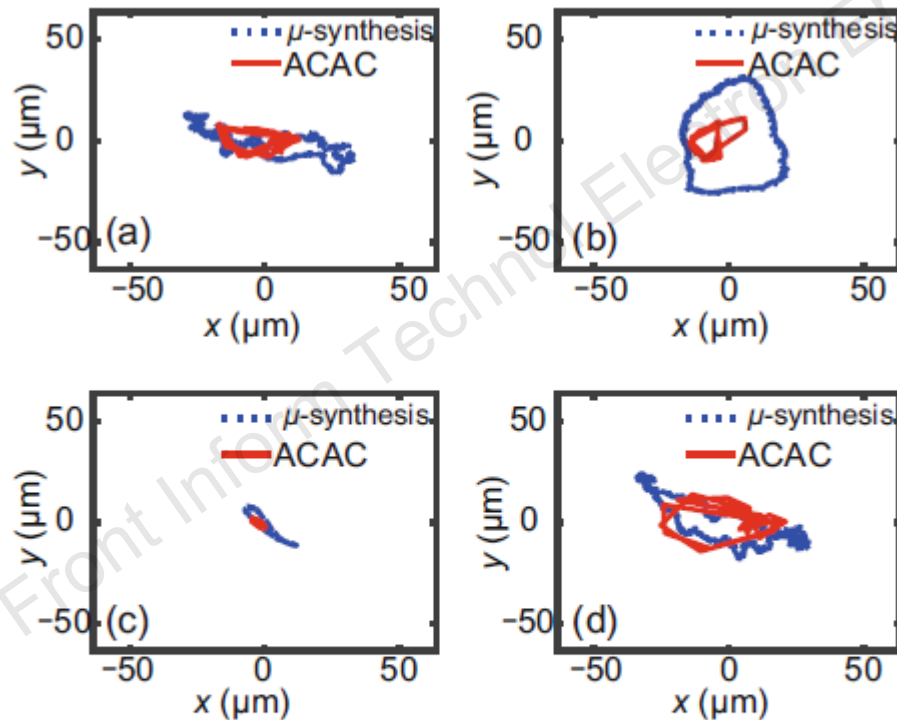 50
0
−50
y (μm)
μ-synthesis
ACAC
(a)
−50 0 50
x (μm)
50
0
−50
y (μm)
μ-synthesis
ACAC
(b)
−50 0 50
x (μm)
50
0
−50
y (μm)
μ-synthesis
ACAC
(c)
−50 0 50
x (μm)
50
0
−50
y (μm)
μ-synthesis
ACAC
(d)
−50 0 50
x (μm)
Front Inform Technol Electron